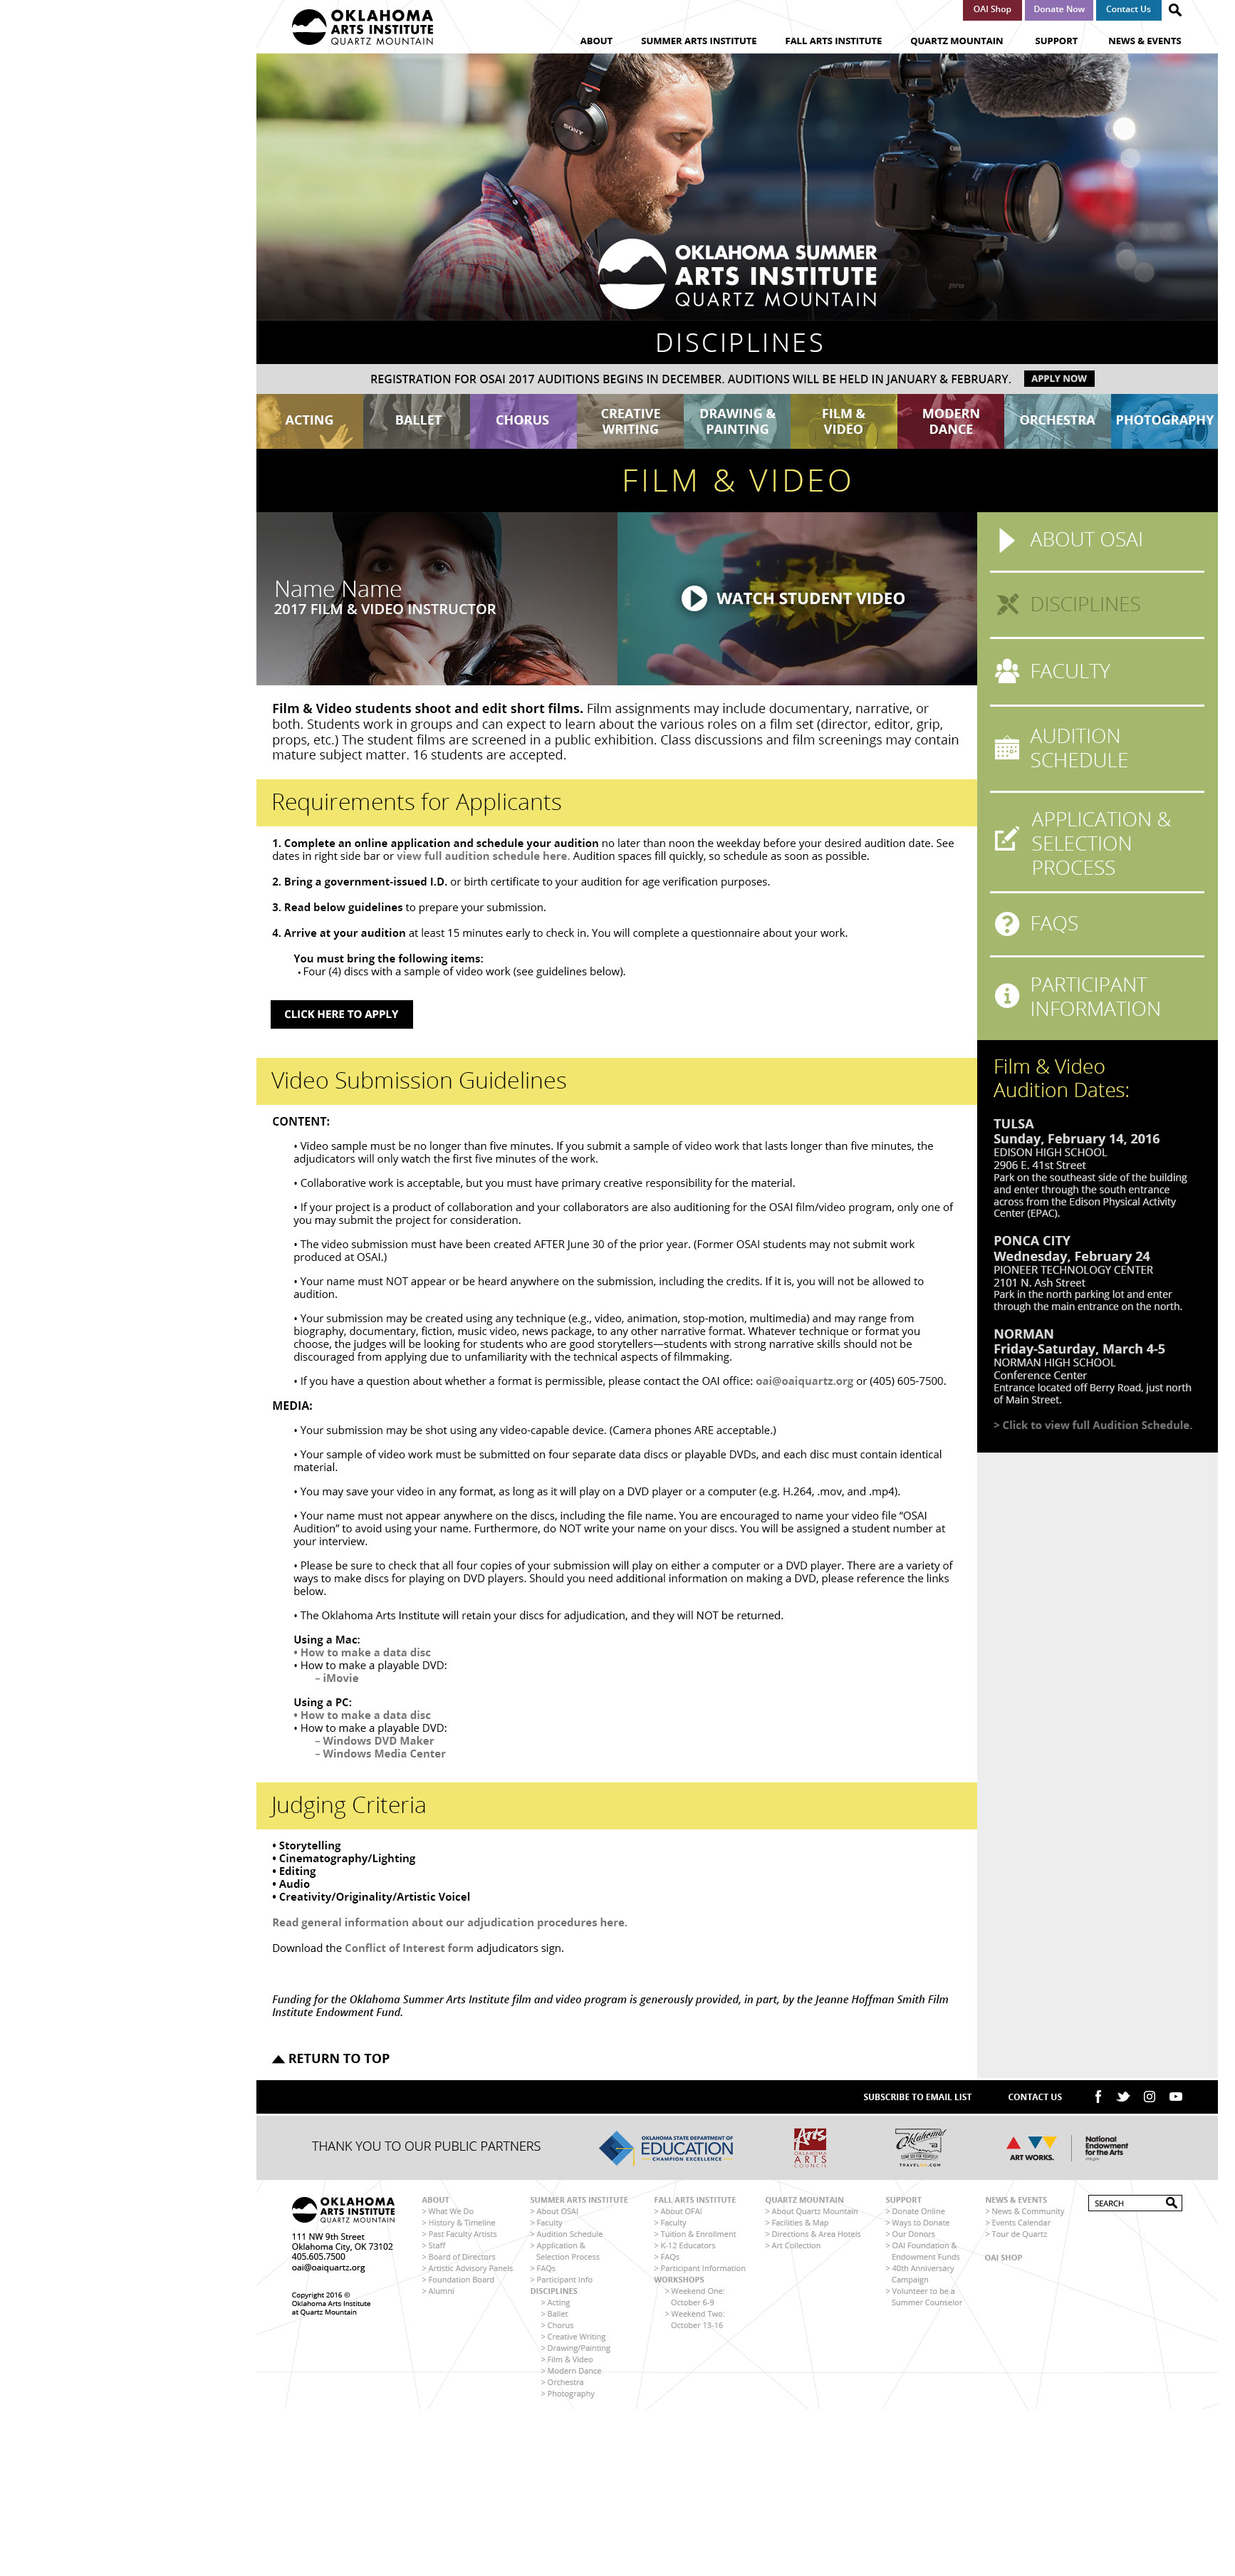 OKLAHOMA
ARTS INSTITUTE
QUARTZ MOUNTAIN
OAI Shop
Donate Now
Contact Us
ABOUT
SUMMER ARTS INSTITUTE
FALL ARTS INSTITUTE
QUARTZ MOUNTAIN
SUPPORT
NEWS & EVENTS
SONY
pro
OKLAHOMA SUMMER
ARTS INSTITUTE
QUARTZ MOUNTAIN
DISCIPLINES
REGISTRATION FOR OSAI 2017 AUDITIONS BEGINS IN DECEMBER. AUDITIONS WILL BE HELD IN JANUARY & FEBRUARY.
APPLY NOW
ACTING
BALLET
CHORUS
CREATIVE
WRITING
DRAWING &
PAINTING
FILM &
VIDEO
MODERN
DANCE
ORCHESTRA
PHOTOGRAPHY
FILM & VIDEO
Name Name
2017 FILM & VIDEO INSTRUCTOR
WATCH STUDENT VIDEO
Film & Video students shoot and edit short films. Film assignments may include documentary, narrative, or
both. Students work in groups and can expect to learn about the various roles on a film set (director, editor, grip,
props, etc.) The student films are screened in a public exhibition. Class discussions and film screenings may contain
mature subject matter. 16 students are accepted.
Requirements for Applicants
1. Complete an online application and schedule your audition no later than noon the weekday before your desired audition date. See
dates in right side bar or view full audition schedule here. Audition spaces fill quickly, so schedule as soon as possible.
2. Bring a government-issued I.D. or birth certificate to your audition for age verification purposes.
3. Read below guidelines to prepare your submission.
4. Arrive at your audition at least 15 minutes early to check in. You will complete a questionnaire about your work.
You must bring the following items:
• Four (4) discs with a sample of video work (see guidelines below).
CLICK HERE TO APPLY
Video Submission Guidelines
CONTENT:
• Video sample must be no longer than five minutes. If you submit a sample of video work that lasts longer than five minutes, the
adjudicators will only watch the first five minutes of the work.
• Collaborative work is acceptable, but you must have primary creative responsibility for the material.
• If your project is a product of collaboration and your collaborators are also auditioning for the OSAI film/video program, only one of
you may submit the project for consideration.
• The video submission must have been created AFTER June 30 of the prior year. (Former OSAI students may not submit work
produced at OSAI.)
• Your name must NOT appear or be heard anywhere on the submission, including the credits. If it is, you will not be allowed to
audition.
• Your submission may be created using any technique (e.g., video, animation, stop-motion, multimedia) and may range from
biography, documentary, fiction, music video, news package, to any other narrative format. Whatever technique or format you
choose, the judges will be looking for students who are good storytellers—students with strong narrative skills should not be
discouraged from applying due to unfamiliarity with the technical aspects of filmmaking.
• If you have a question about whether a format is permissible, please contact the OAI office: oai@oaiquartz.org or (405) 605-7500.
MEDIA:
• Your submission may be shot using any video-capable device. (Camera phones ARE acceptable.)
• Your sample of video work must be submitted on four separate data discs or playable DVDs, and each disc must contain identical
material.
• You may save your video in any format, as long as it will play on a DVD player or a computer (e.g. H.264, .mov, and .mp4).
• Your name must not appear anywhere on the discs, including the file name. You are encouraged to name your video file “OSAI
Audition” to avoid using your name. Furthermore, do NOT write your name on your discs. You will be assigned a student number at
your interview.
• Please be sure to check that all four copies of your submission will play on either a computer or a DVD player. There are a variety of
ways to make discs for playing on DVD players. Should you need additional information on making a DVD, please reference the links
below.
• The Oklahoma Arts Institute will retain your discs for adjudication, and they will NOT be returned.
Using a Mac:
• How to make a data disc
• How to make a playable DVD:
– iMovie
Using a PC:
• How to make a data disc
• How to make a playable DVD:
– Windows DVD Maker
– Windows Media Center
Judging Criteria
• Storytelling
• Cinematography/Lighting
• Editing
• Audio
• Creativity/Originality/Artistic Voicel
Read general information about our adjudication procedures here.
Download the Conflict of Interest form adjudicators sign.
Funding for the Oklahoma Summer Arts Institute film and video program is generously provided, in part, by the Jeanne Hoffman Smith Film
Institute Endowment Fund.
RETURN TO TOP
ABOUT OSAI
DISCIPLINES
FACULTY
AUDITION
SCHEDULE
APPLICATION &
SELECTION
PROCESS
FAQS
PARTICIPANT
INFORMATION
Film & Video
Audition Dates:
TULSA
Sunday, February 14, 2016
EDISON HIGH SCHOOL
2906 E. 41st Street
Park on the southeast side of the building
and enter through the south entrance
across from the Edison Physical Activity
Center (EPAC).
PONCA CITY
Wednesday, February 24
PIONEER TECHNOLOGY CENTER
2101 N. Ash Street
Park in the north parking lot and enter
through the main entrance on the north.
NORMAN
Friday-Saturday, March 4-5
NORMAN HIGH SCHOOL
Conference Center
Entrance located off Berry Road, just north
of Main Street.
> Click to view full Audition Schedule.
SUBSCRIBE TO EMAIL LIST
CONTACT US
THANK YOU TO OUR PUBLIC PARTNERS
OKLAHOMA STATE DEPARTMENT OF
EDUCATION
CHAMPION EXCELLENCE
Arts
OKLAHOMA
COUNCIL
Oklahoma
COME SEE FOR YOURSELF
TRAVELOK.COM
ART WORKS.
National
Endowment
for the Arts
arts.gov
OKLAHOMA
ARTS INSTITUTE
QUARTZ MOUNTAIN
111 NW 9th Street
Oklahoma City, OK 73102
405.605.7500
oai@oaiquartz.org
Copyright 2016 ©
Oklahoma Arts Institute
at Quartz Mountain
ABOUT
> What We Do
> History & Timeline
> Past Faculty Artists
> Staff
> Board of Directors
> Artistic Advisory Panels
> Foundation Board
> Alumni
SUMMER ARTS INSTITUTE
> About OSAI
> Faculty
> Audition Schedule
> Application &
Selection Process
> FAQs
> Participant Info
DISCIPLINES
> Acting
> Ballet
> Chorus
> Creative Writing
> Drawing/Painting
> Film & Video
> Modern Dance
> Orchestra
> Photography
FALL ARTS INSTITUTE
> About OFAI
> Faculty
> Tuition & Enrollment
> K-12 Educators
> FAQs
> Participant Information
WORKSHOPS
> Weekend One:
October 6-9
> Weekend Two:
October 13-16
QUARTZ MOUNTAIN
> About Quartz Mountain
> Facilities & Map
> Directions & Area Hotels
> Art Collection
SUPPORT
> Donate Online
> Ways to Donate
> Our Donors
> OAI Foundation &
Endowment Funds
> 40th Anniversary
Campaign
> Volunteer to be a
Summer Counselor
NEWS & EVENTS
> News & Community
> Events Calendar
> Tour de Quartz
OAI SHOP
SEARCH